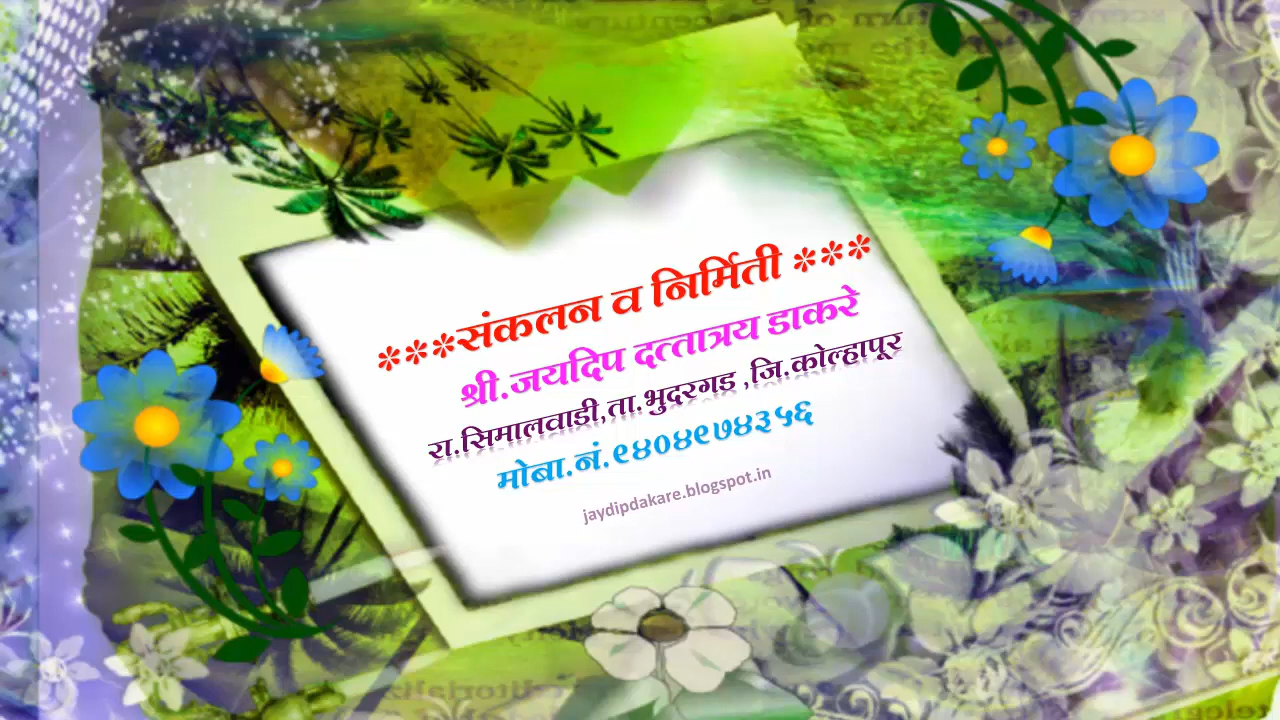 ***संकलन व निर्मिती ***
श्री.जयदिप दत्तात्रय डाकरे
रा.सिमालवाडी,ता.भुदरगड ,जि.कोल्हापूर
मोबा.नं.९४०४९७४३५६
jaydipdakare.blogspot.in